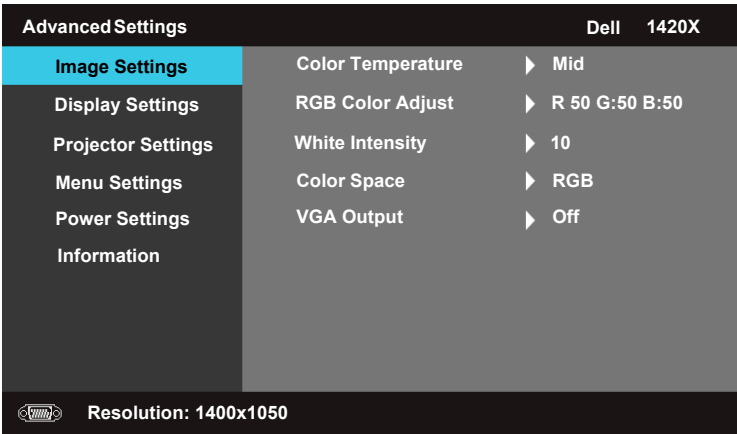 Advanced Settings Dell 1420X
Image Settings Color Temperature Mid
Display Settings RGB Color Adjust R 50 G:50 B:50
Projector Settings White Intensity 10
Menu Settings Color Space RGB
Power Settings VGA Output Off
Information
Resolution: 1400x1050